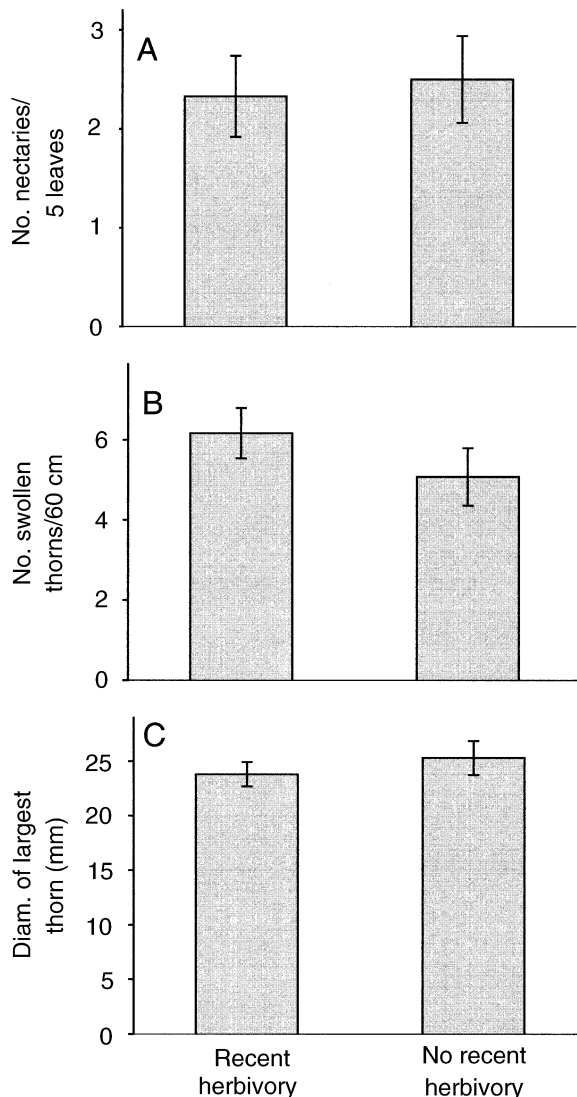 A
No. nectaries/
5 leaves
3
2
1
0
B
No. swollen
thorns/60 cm
6
4
2
0
C
Diam. of largest
thorn (mm)
25
20
15
10
5
0
Recent
herbivory
No recent
herbivory